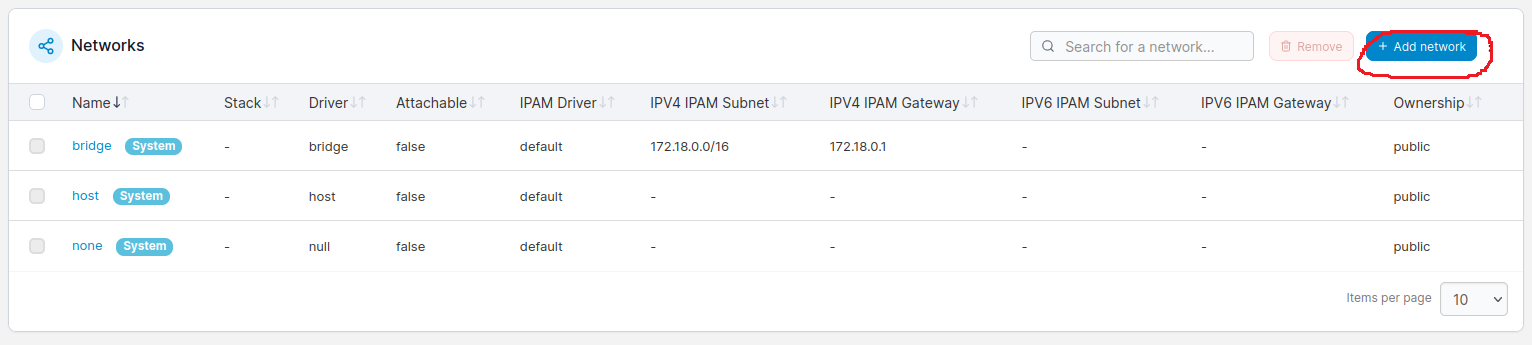 Networks
Search for a network...
Remove
+ Add network
Name Stack Driver Attachable IPAM Driver IPV4 IPAM Subnet IPV4 IPAM Gateway IPV6 IPAM Subnet IPV6 IPAM Gateway Ownership
bridge System - bridge false default 172.18.0.0/16 172.18.0.1 - - public
host System - host false default - - - - public
none System - null false default - - - - public
Items per page 10